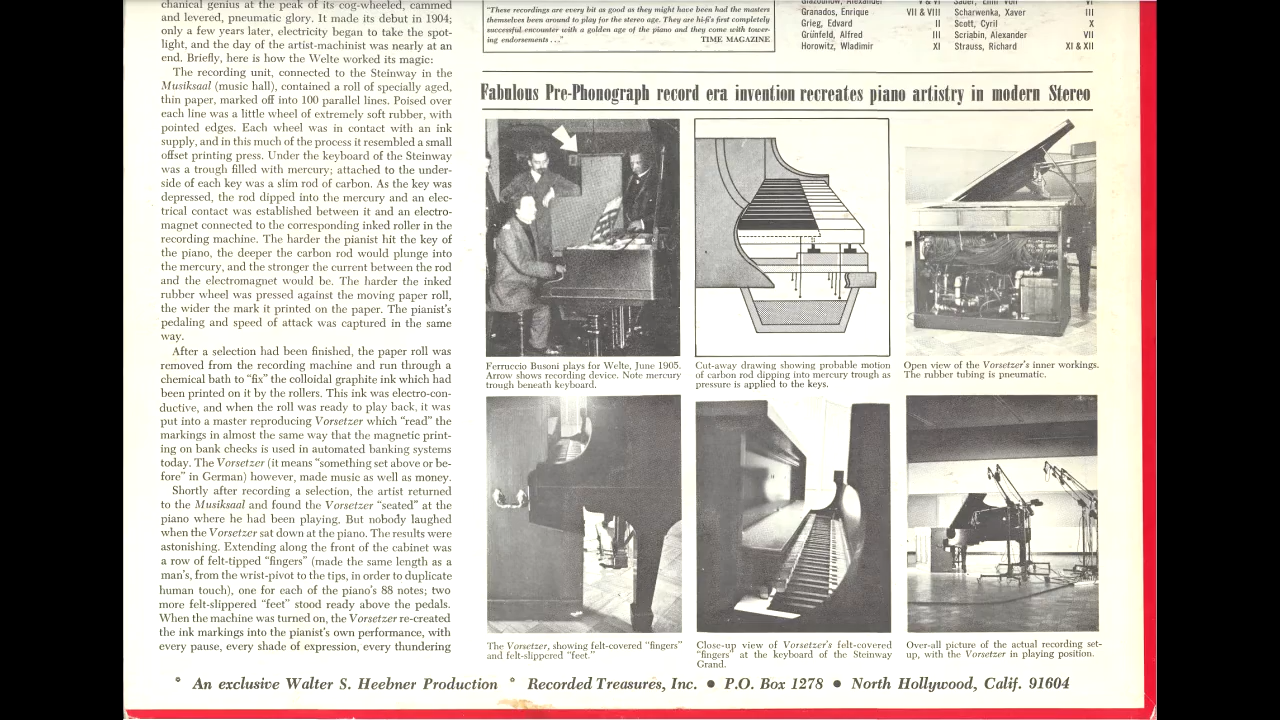 chanical genius at the peak of its cog-wheeled, cammed
and levered, pneumatic glory. It made its debut in 1904;
only a few years later, electricity began to take the spot-
light, and the day of the artist-machinist was nearly at an
end. Briefly, here is how the Welte worked its magic:
The recording unit, connected to the Steinway in the
Musiksaal (music hall), contained a roll of specially aged,
thin paper, marked off into 100 parallel lines. Poised over
each line was a little wheel of extremely soft rubber, with
pointed edges. Each wheel was in contact with an ink
supply, and in this much of the process it resembled a small
offset printing press. Under the keyboard of the Steinway
was a trough filled with mercury; attached to the under-
side of each key was a slim rod of carbon. As the key was
depressed, the rod dipped into the mercury and an elec-
trical contact was established between it and an electro-
magnet connected to the corresponding inked roller in the
recording machine. The harder the pianist hit the key of
the piano, the deeper the carbon rod would plunge into
the mercury, and the stronger the current between the rod
and the electromagnet would be. The harder the inked
rubber wheel was pressed against the moving paper roll,
the wider the mark it printed on the paper. The pianist's
pedaling and speed of attack was captured in the same
way.
After a selection had been finished, the paper roll was
removed from the recording machine and run through a
chemical bath to "fix" the colloidal graphite ink which had
been printed on it by the rollers. This ink was electro-con-
ductive, and when the roll was ready to play back, it was
put into a master reproducing Vorsetzer which "read" the
markings in almost the same way that the magnetic print-
ing on bank checks is used in automated banking systems
today. The Vorsetzer (it means "something set above or be-
fore" in German) however, made music as well as money.
Shortly after recording a selection, the artist returned
to the Musiksaal and found the Vorsetzer "seated" at the
piano where he had been playing. But nobody laughed
when the Vorsetzer sat down at the piano. The results were
astonishing. Extending along the front of the cabinet was
a row of felt-tipped "fingers" (made the same length as a
man's, from the wrist-pivot to the tips, in order to duplicate
human touch), one for each of the piano's 88 notes; two
more felt-slippered "feet" stood ready above the pedals.
When the machine was turned on, the Vorsetzer re-created
the ink markings into the pianist's own performance, with
every pause, every shade of expression, every thundering
"These recordings are every bit as good as they might have been had the masters
themselves been around to play for the stereo age. They are hi-fi's first completely
successful encounter with a golden age of the piano and they come with tower-
ing endorsements . . ." TIME MAGAZINE
Glazounow, Alexander V & VI
Granados, Enrique VII & VIII
Grieg, Edvard II
Grünfeld, Alfred III
Horowitz, Wladimir XI
Sauer, Emil von VI
Scharwenka, Xaver III
Scott, Cyril X
Scriabin, Alexander VII
Strauss, Richard XI & XII
Fabulous Pre-Phonograph record era invention recreates piano artistry in modern Stereo
Ferruccio Busoni plays for Welte, June 1905.
Arrow shows recording device. Note mercury
trough beneath keyboard.
Cut-away drawing showing probable motion
of carbon rod dipping into mercury trough as
pressure is applied to the keys.
Open view of the Vorsetzer's inner workings.
The rubber tubing is pneumatic.
The Vorsetzer, showing felt-covered "fingers"
and felt-slippered "feet."
Close-up view of Vorsetzer's felt-covered
"fingers" at the keyboard of the Steinway
Grand.
Over-all picture of the actual recording set-
up, with the Vorsetzer in playing position.
° An exclusive Walter S. Heebner Production ° Recorded Treasures, Inc. ● P.O. Box 1278 ● North Hollywood, Calif. 91604